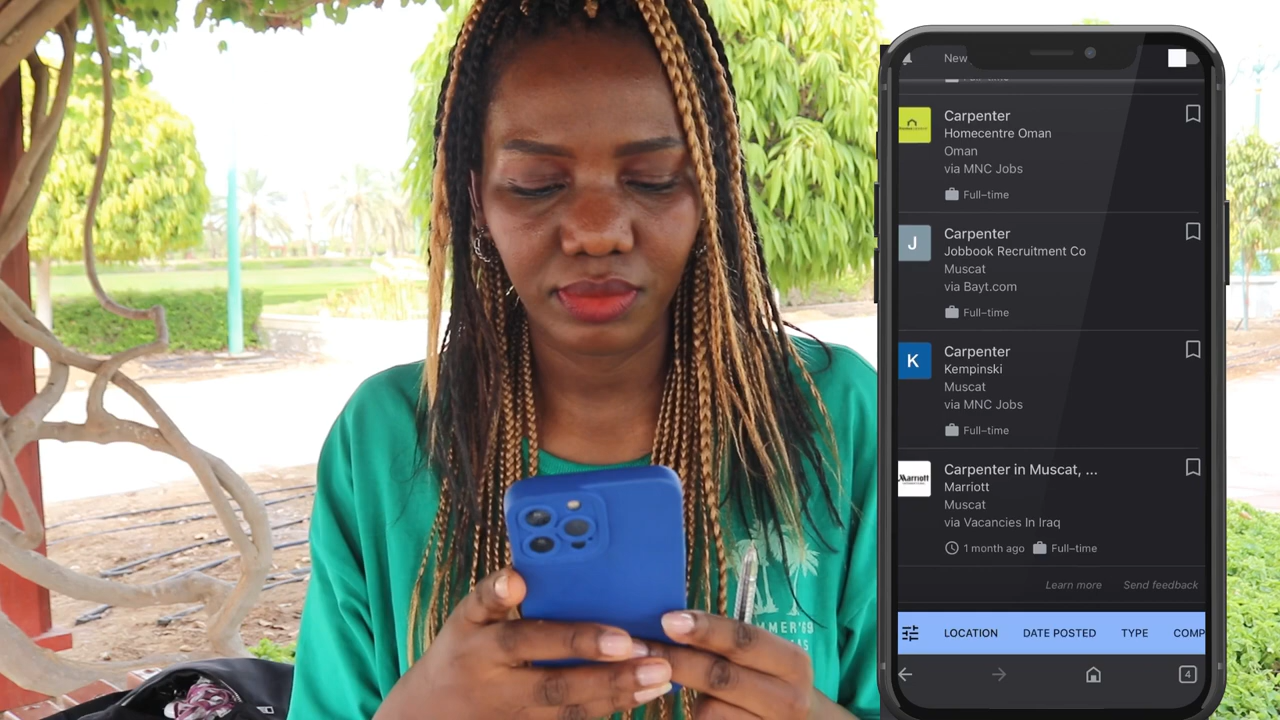 New
Carpenter
Homecentre Oman
Oman
via MNC Jobs
Full–time
J
Carpenter
Jobbook Recruitment Co
Muscat
via Bayt.com
Full–time
K
Carpenter
Kempinski
Muscat
via MNC Jobs
Full–time
Marriott
Carpenter in Muscat, ...
Marriott
Muscat
via Vacancies In Iraq
1 month ago Full–time
Learn more Send feedback
LOCATION DATE POSTED TYPE COMP
4